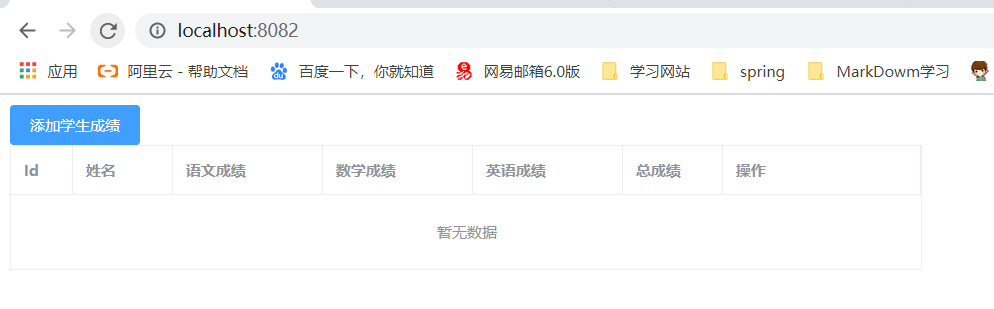 localhost:8082
应用 阿里云 - 帮助文档 百度一下，你就知道 网易邮箱6.0版 学习网站 spring MarkDowm学习
添加学生成绩
Id 姓名 语文成绩 数学成绩 英语成绩 总成绩 操作
暂无数据